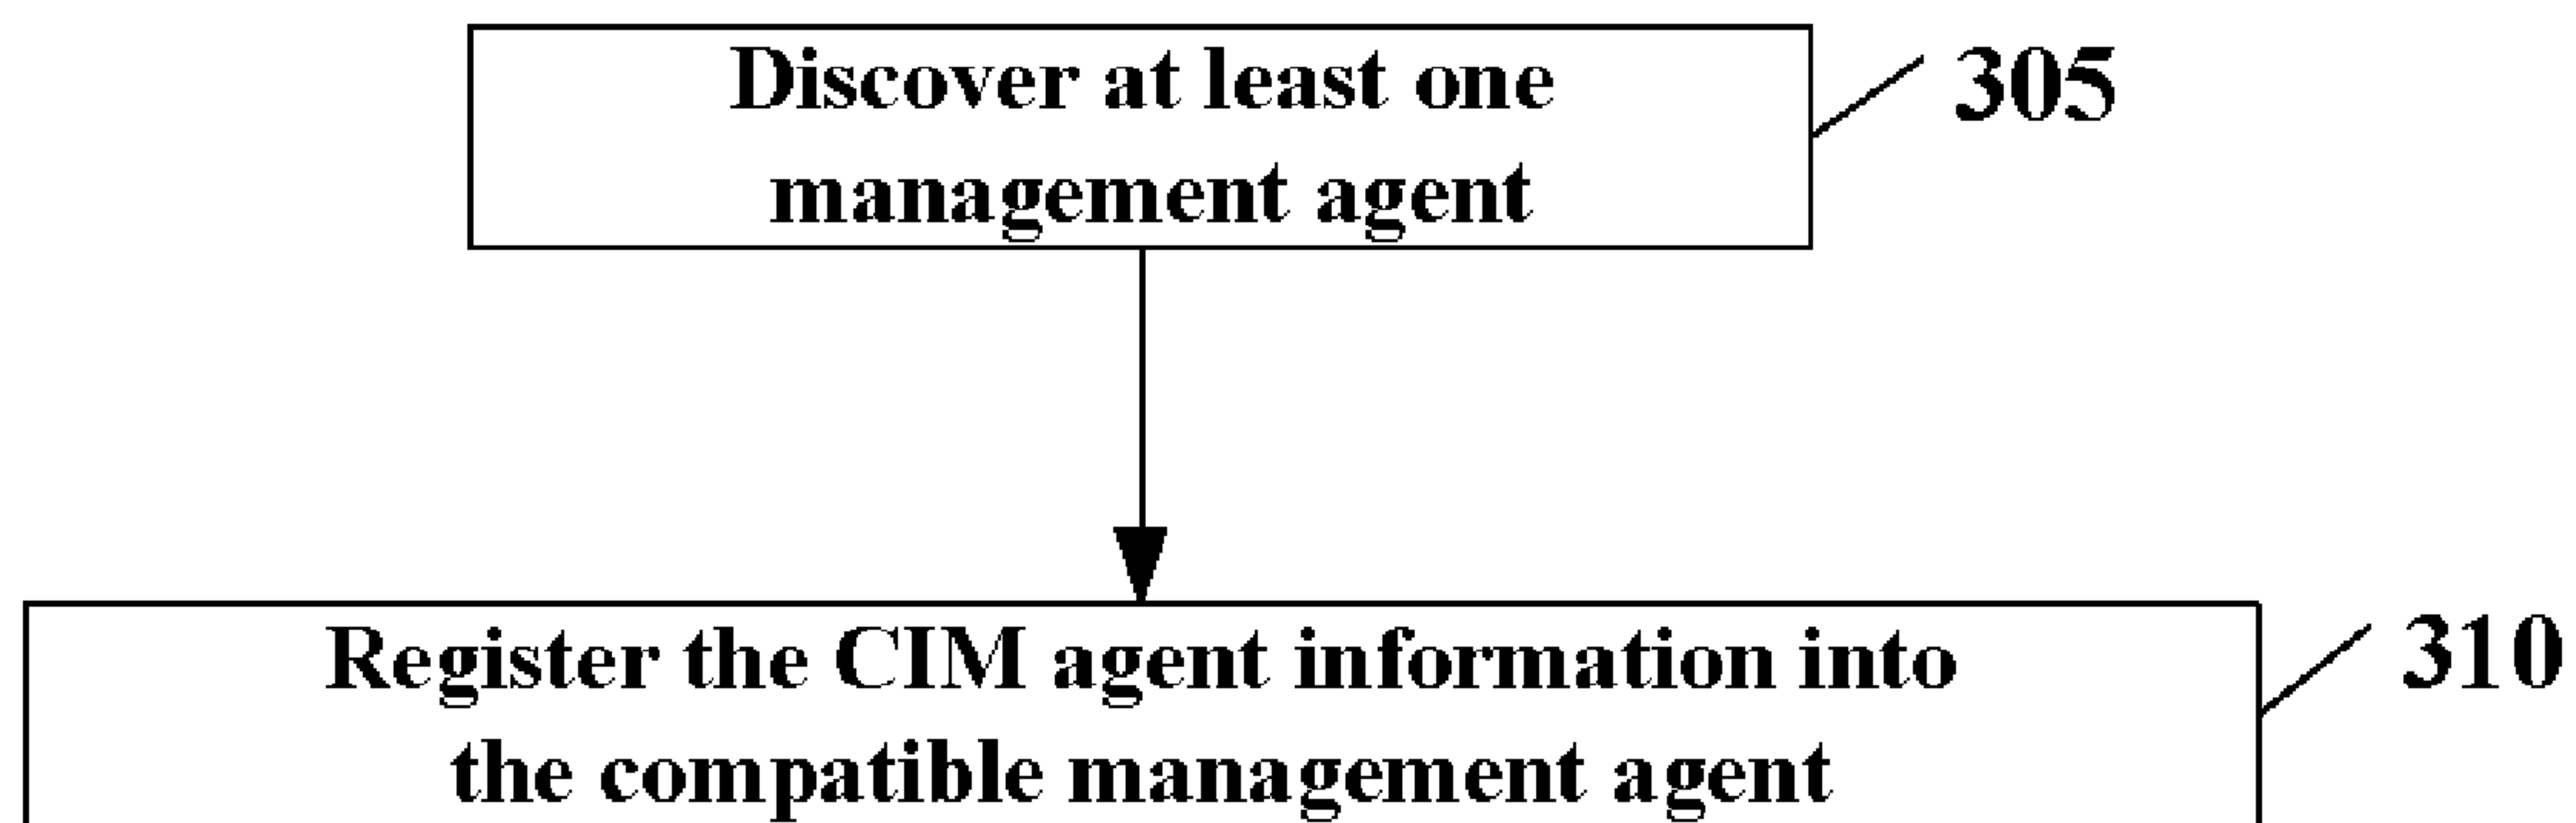 Discover at least one
management agent
305
Register the CIM agent information into
the compatible management agent
310